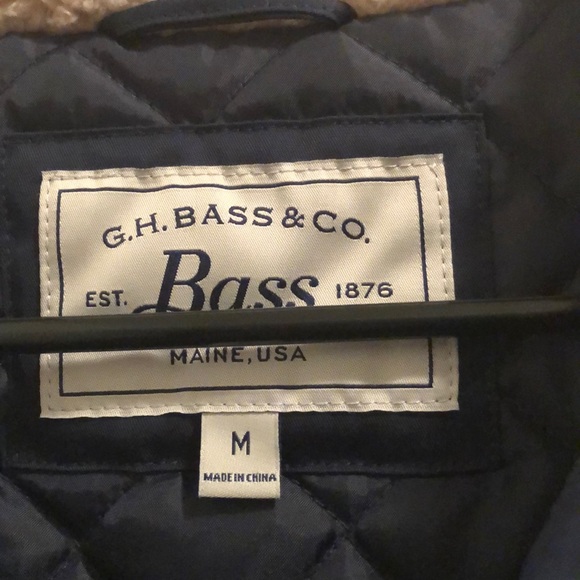 G.H. BASS & CO.
EST. Bass 1876
MAINE, USA
M
MADE IN CHINA